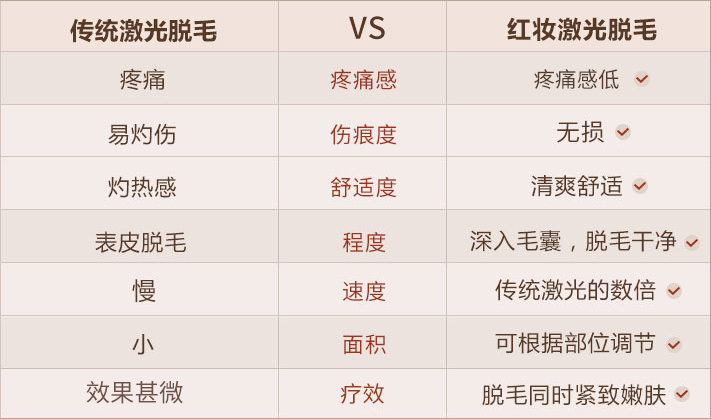 传统激光脱毛 VS 红妆激光脱毛
疼痛 疼痛感 疼痛感低
易灼伤 伤痕度 无损
灼热感 舒适度 清爽舒适
表皮脱毛 程度 深入毛囊，脱毛干净
慢 速度 传统激光的数倍
小 面积 可根据部位调节
效果甚微 疗效 脱毛同时紧致嫩肤